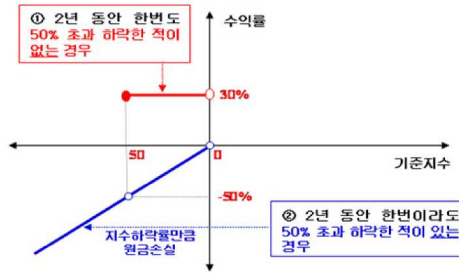 ① 2년 동안 한번도
50% 초과 하락한 적이
없는 경우
수익률
30%
50
0
기준지수
-50%
지수하락률만큼
원금손실
② 2년 동안 한번이라도
50% 초과 하락한 적이 있는
경우